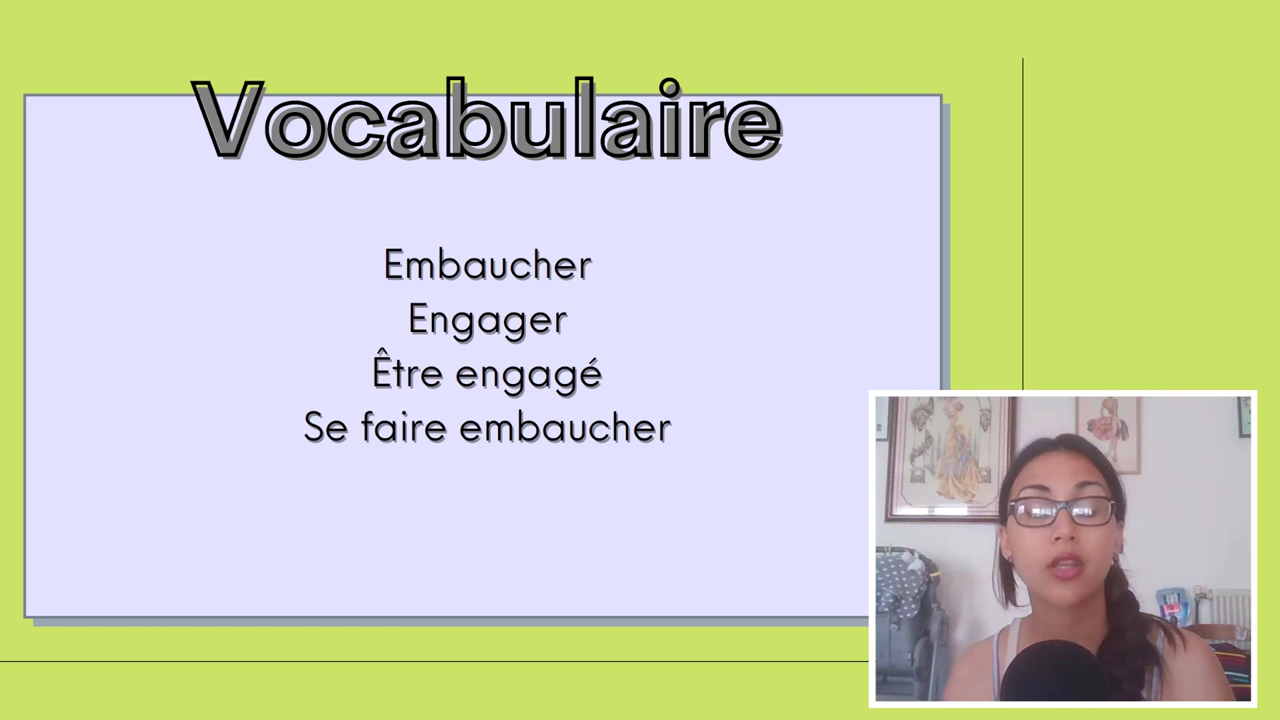 Vocabulaire
Embaucher
Engager
Être engagé
Se faire embaucher